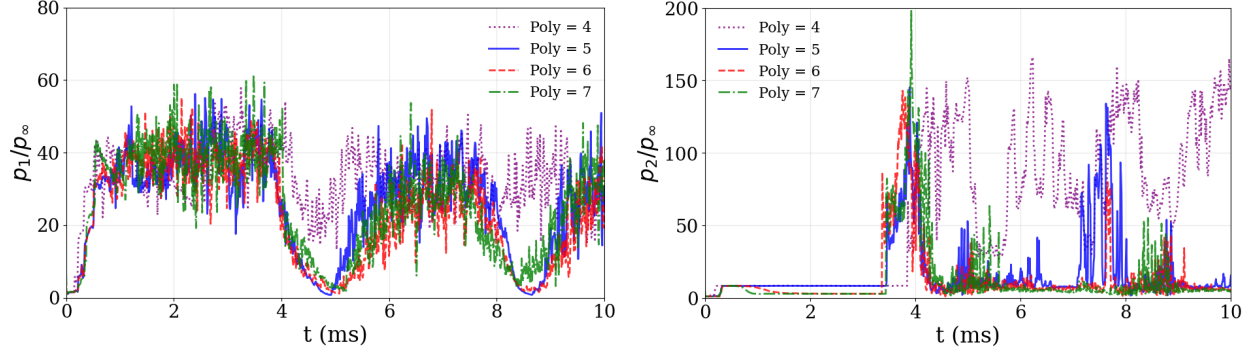 80
60
40
20
0
p₁/p∞
0 2 4 6 8 10
t (ms)
Poly = 4
Poly = 5
Poly = 6
Poly = 7
200
150
100
50
0
p₂/p∞
0 2 4 6 8 10
t (ms)
Poly = 4
Poly = 5
Poly = 6
Poly = 7